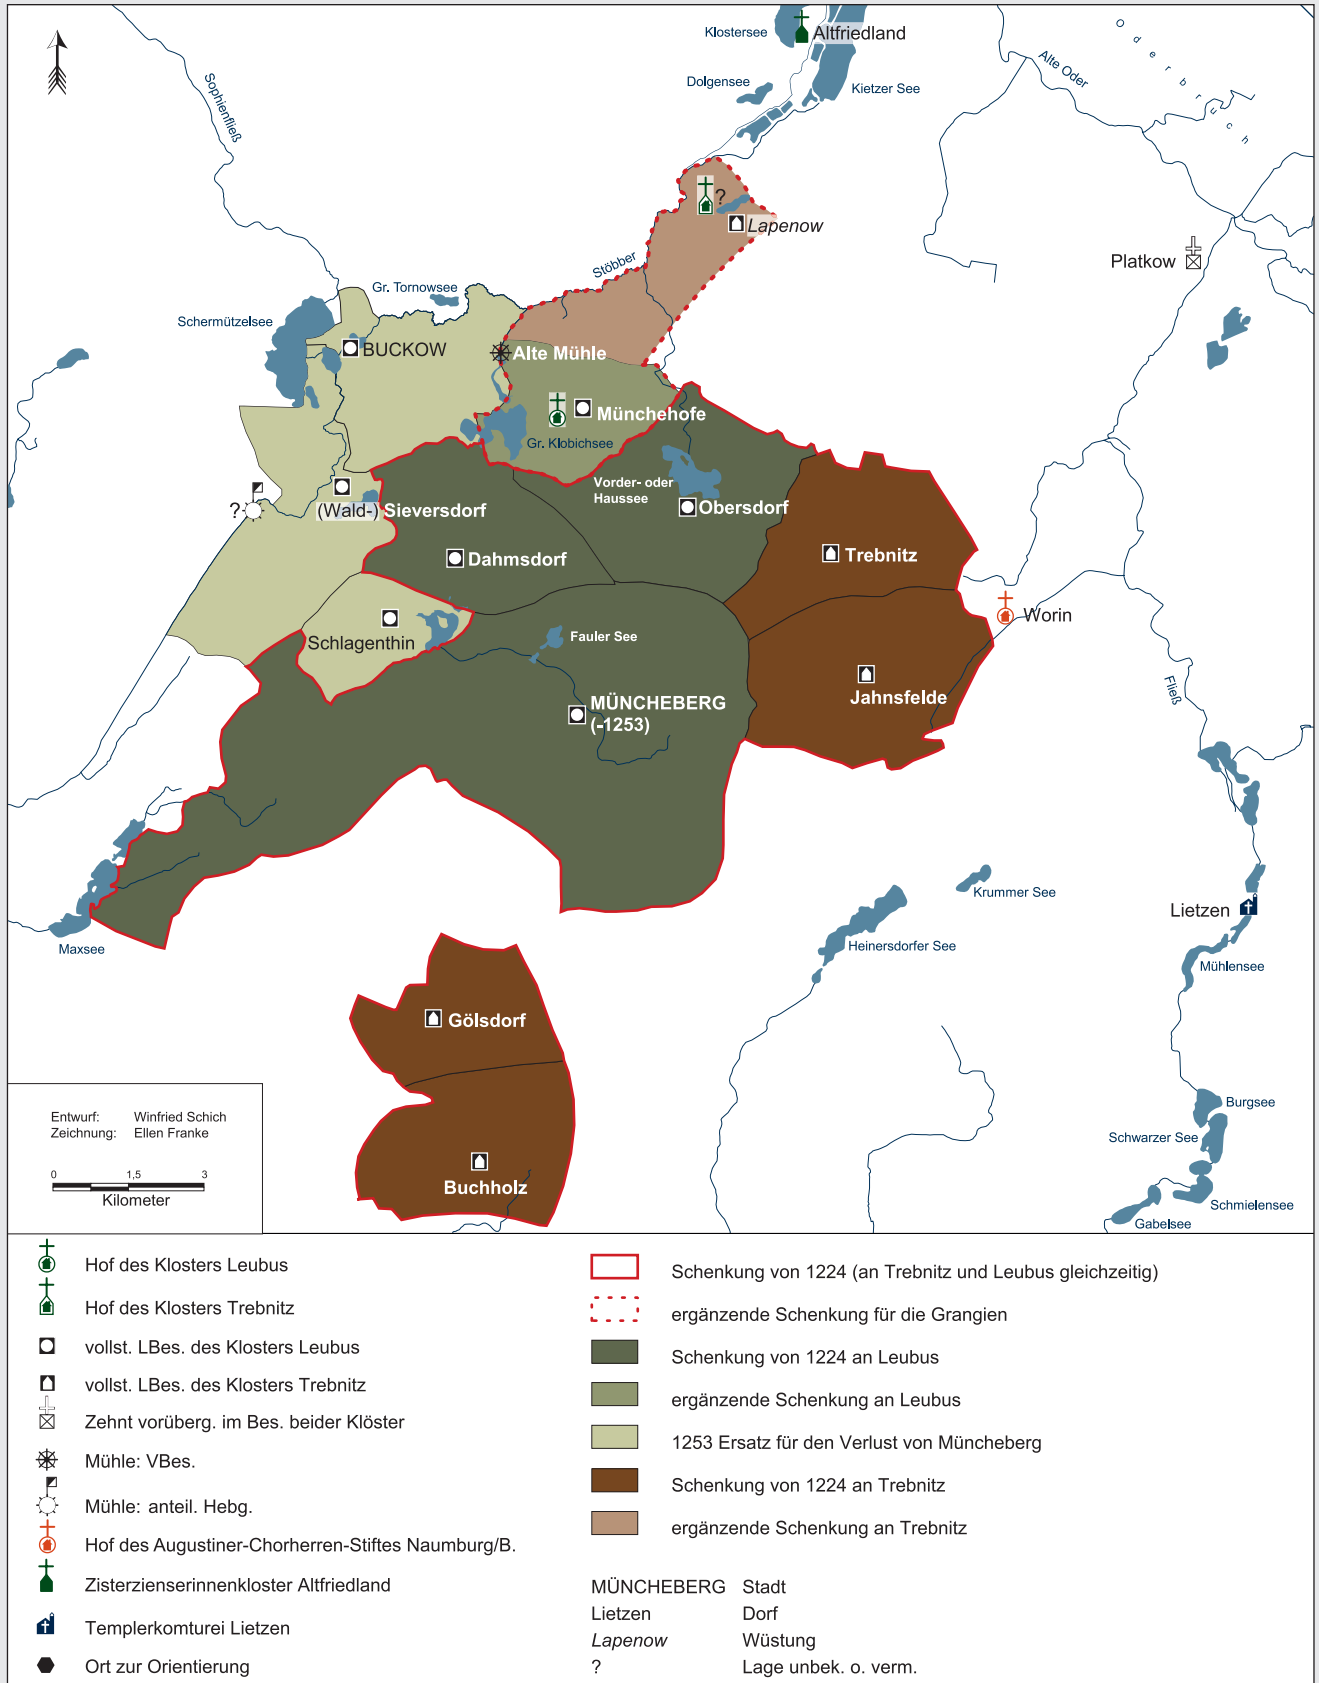 Klostersee
Altfriedland
Dolgensee
Kietzer See
Alte Oder
Oderbruch
Sophienfließ
?
Lapenow
Stöbber
Platkow
Gr. Tornowsee
Schermützelsee
BUCKOW
Alte Mühle
Münchehofe
Gr. Klobichsee
Vorder- oder
Haussee
Obersdorf
?
(Wald-) Sieversdorf
Dahmsdorf
Trebnitz
Worin
Schlagenthin
Fauler See
Fließ
Jahnsfelde
MÜNCHEBERG
(-1253)
Krummer See
Lietzen
Maxsee
Heinersdorfer See
Mühlensee
Gölsdorf
Buchholz
Burgsee
Schwarzer See
Schmielensee
Gabelsee
Entwurf: Winfried Schich
Zeichnung: Ellen Franke
0 1,5 3
Kilometer
Hof des Klosters Leubus
Hof des Klosters Trebnitz
vollst. LBes. des Klosters Leubus
vollst. LBes. des Klosters Trebnitz
Zehnt vorüberg. im Bes. beider Klöster
Mühle: VBes.
Mühle: anteil. Hebg.
Hof des Augustiner-Chorherren-Stiftes Naumburg/B.
Zisterzienserinnenkloster Altfriedland
Templerkomturei Lietzen
Ort zur Orientierung
Schenkung von 1224 (an Trebnitz und Leubus gleichzeitig)
ergänzende Schenkung für die Grangien
Schenkung von 1224 an Leubus
ergänzende Schenkung an Leubus
1253 Ersatz für den Verlust von Müncheberg
Schenkung von 1224 an Trebnitz
ergänzende Schenkung an Trebnitz
MÜNCHEBERG Stadt
Lietzen Dorf
Lapenow Wüstung
? Lage unbek. o. verm.